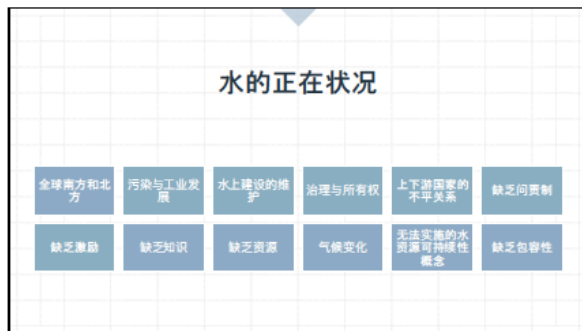 水的正在状况
全球南方和北
方
污染与工业发
展
水上建设的维
护
治理与所有权
上下游国家的
不平关系
缺乏问责制
缺乏激励
缺乏知识
缺乏资源
气候变化
无法实施的水
资源可持续性
概念
缺乏包容性